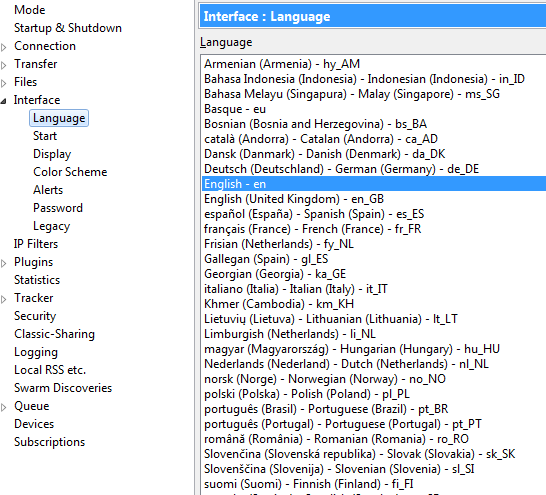 Mode
Startup & Shutdown
Connection
Transfer
Files
Interface
Language
Start
Display
Color Scheme
Alerts
Password
Legacy
IP Filters
Plugins
Statistics
Tracker
Security
Classic-Sharing
Logging
Local RSS etc.
Swarm Discoveries
Queue
Devices
Subscriptions
Interface : Language
Language
Armenian (Armenia) - hy_AM
Bahasa Indonesia (Indonesia) - Indonesian (Indonesia) - in_ID
Bahasa Melayu (Singapura) - Malay (Singapore) - ms_SG
Basque - eu
Bosnian (Bosnia and Herzegovina) - bs_BA
català (Andorra) - Catalan (Andorra) - ca_AD
Dansk (Danmark) - Danish (Denmark) - da_DK
Deutsch (Deutschland) - German (Germany) - de_DE
English - en
English (United Kingdom) - en_GB
español (España) - Spanish (Spain) - es_ES
français (France) - French (France) - fr_FR
Frisian (Netherlands) - fy_NL
Gallegan (Spain) - gl_ES
Georgian (Georgia) - ka_GE
italiano (Italia) - Italian (Italy) - it_IT
Khmer (Cambodia) - km_KH
Lietuvių (Lietuva) - Lithuanian (Lithuania) - lt_LT
Limburgish (Netherlands) - li_NL
magyar (Magyarország) - Hungarian (Hungary) - hu_HU
Nederlands (Nederland) - Dutch (Netherlands) - nl_NL
norsk (Norge) - Norwegian (Norway) - no_NO
polski (Polska) - Polish (Poland) - pl_PL
português (Brasil) - Portuguese (Brazil) - pt_BR
português (Portugal) - Portuguese (Portugal) - pt_PT
română (România) - Romanian (Romania) - ro_RO
Slovenčina (Slovenská republika) - Slovak (Slovakia) - sk_SK
Slovenščina (Slovenija) - Slovenian (Slovenia) - sl_SI
suomi (Suomi) - Finnish (Finland) - fi_FI